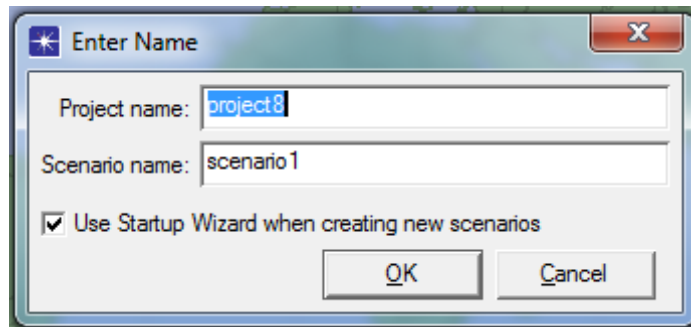 Enter Name
Project name: project8
Scenario name: scenario1
Use Startup Wizard when creating new scenarios
OK Cancel